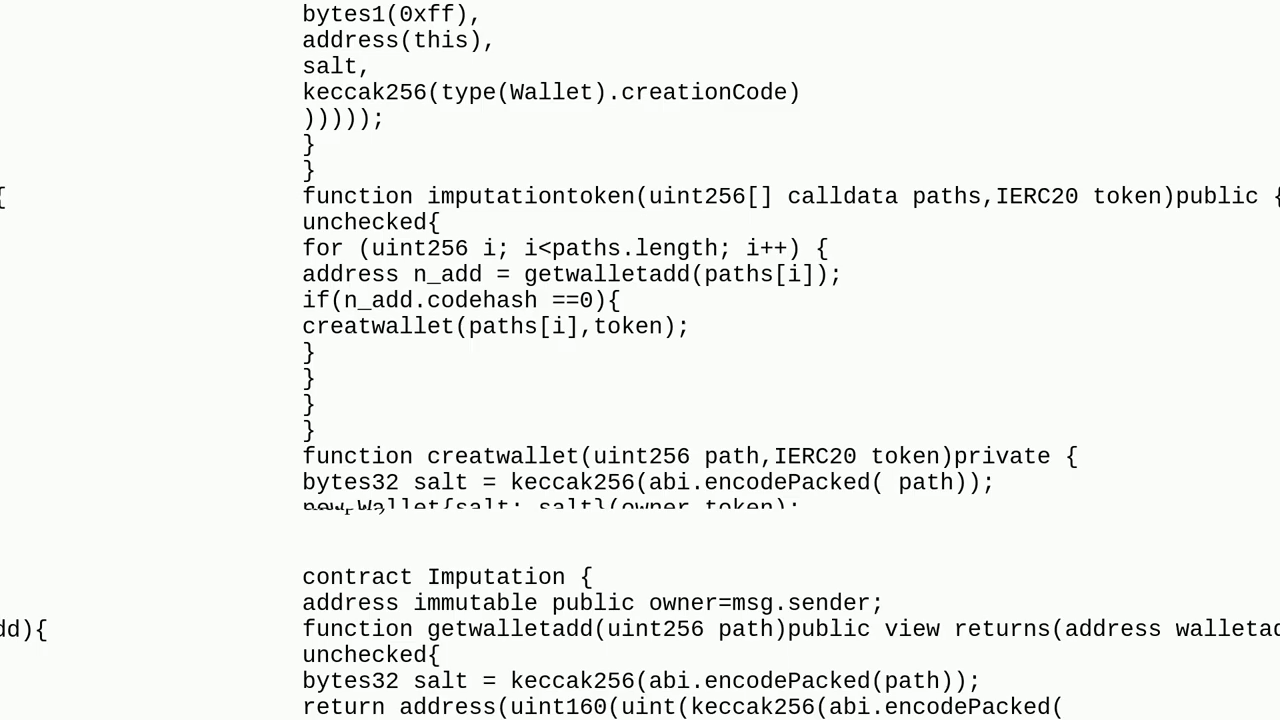 bytes1(0xff),
address(this),
salt,
keccak256(type(Wallet).creationCode)
)))));
}
}
{
function imputationtoken(uint256[] calldata paths,IERC20 token)public {
unchecked{
for (uint256 i; i<paths.length; i++) {
address n_add = getwalletadd(paths[i]);
if(n_add.codehash ==0){
creatwallet(paths[i],token);
}
}
}
}
function creatwallet(uint256 path,IERC20 token)private {
bytes32 salt = keccak256(abi.encodePacked( path));
contract Imputation {
address immutable public owner=msg.sender;
dd){
function getwalletadd(uint256 path)public view returns(address walletad
unchecked{
bytes32 salt = keccak256(abi.encodePacked(path));
return address(uint160(uint(keccak256(abi.encodePacked(